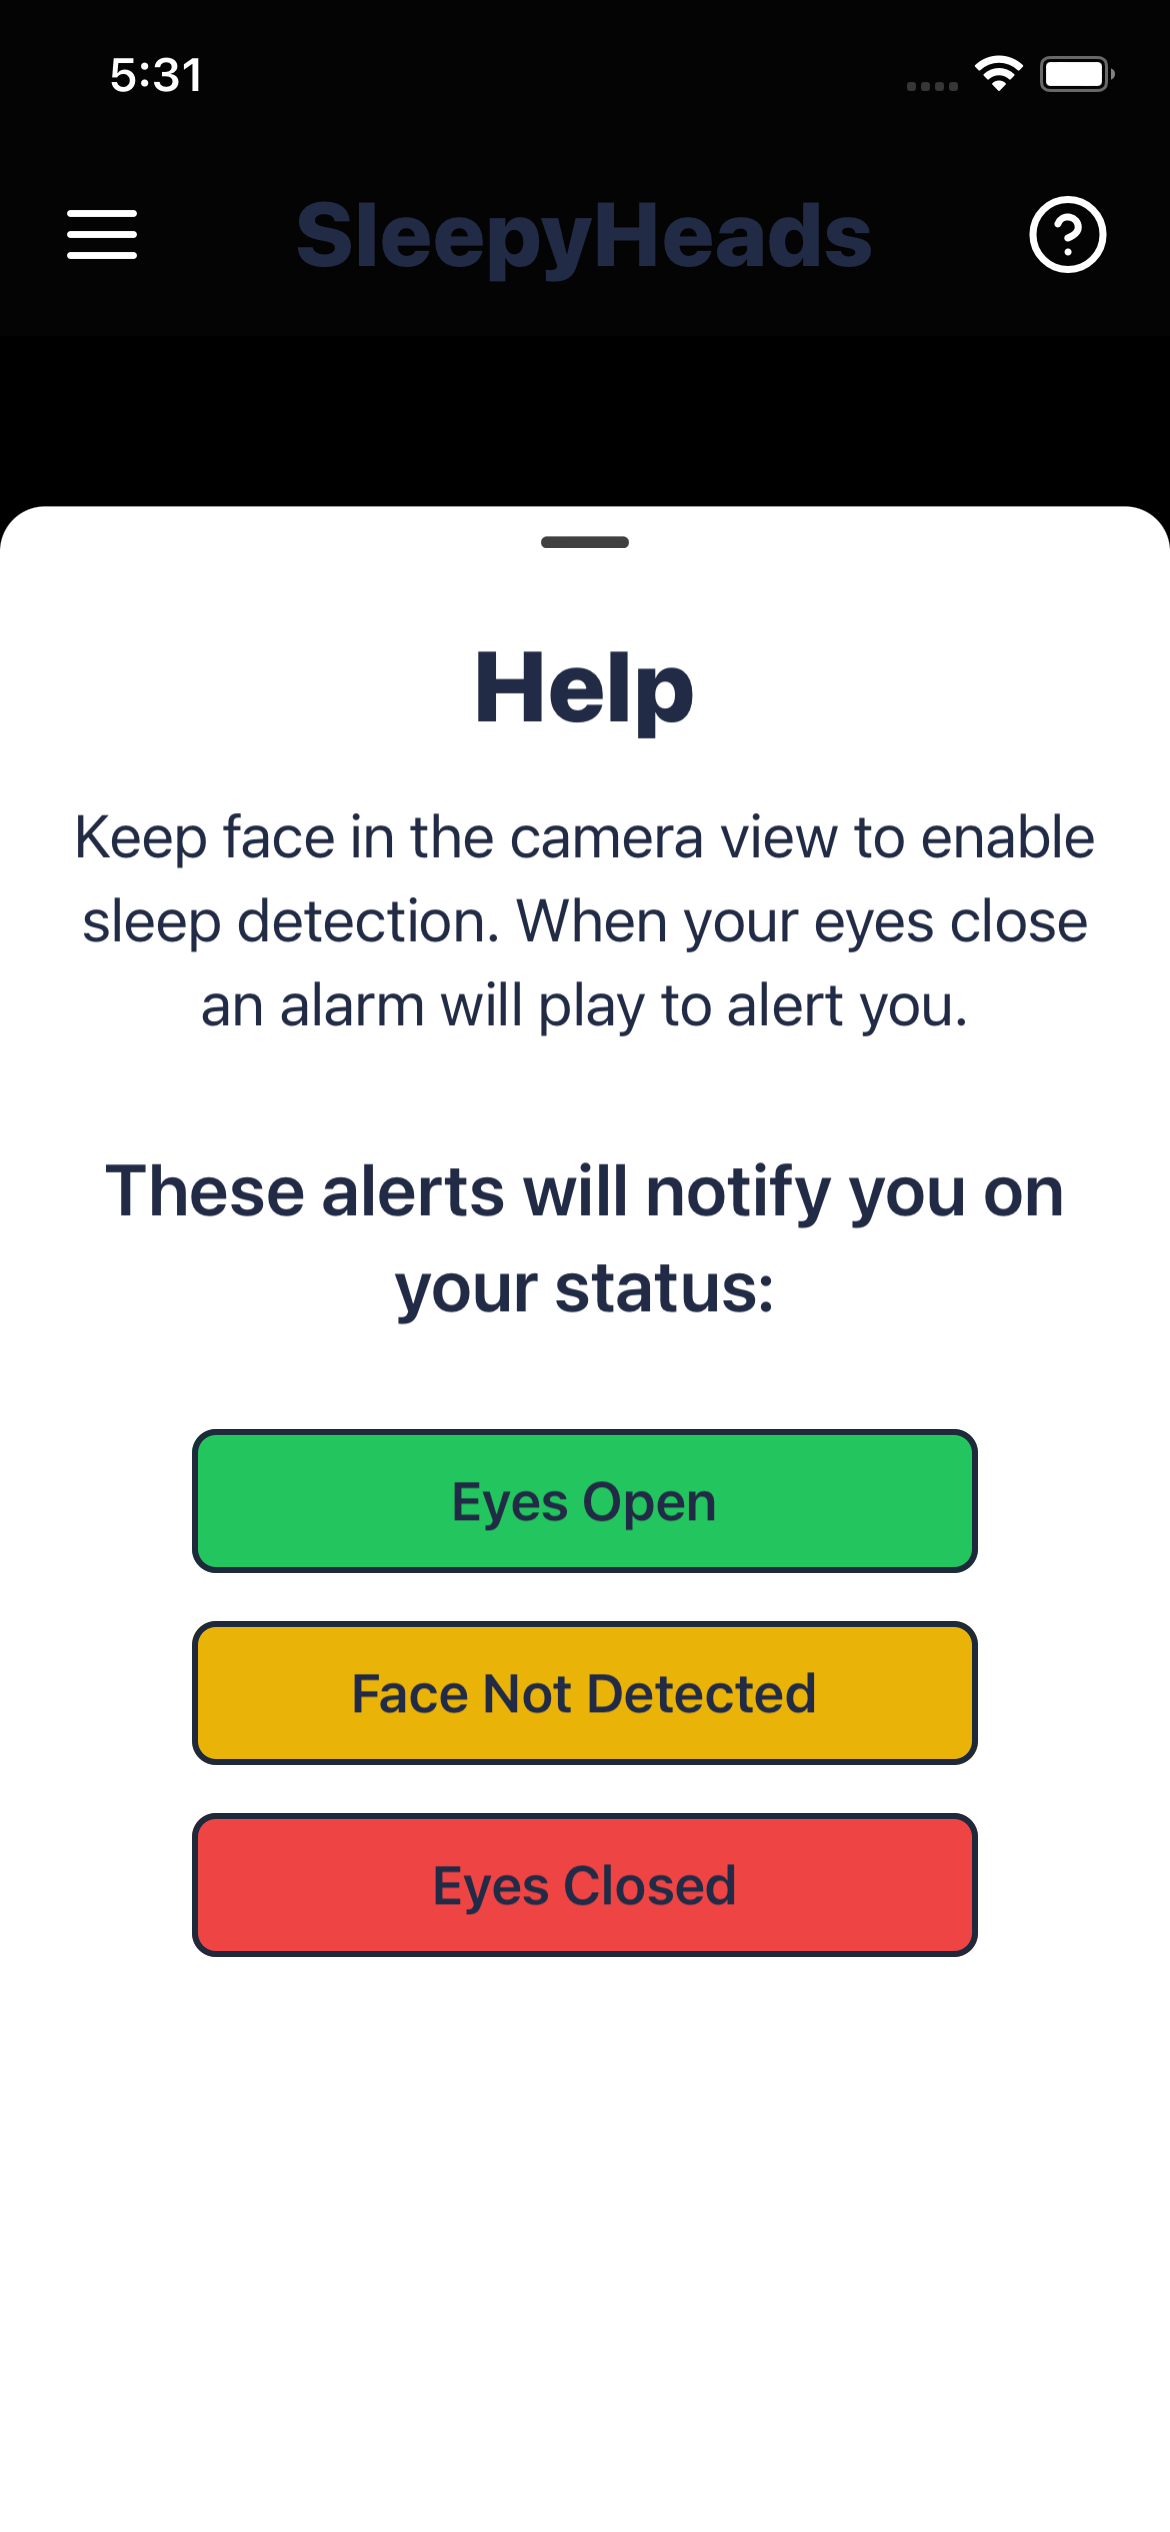 5:31
SleepyHeads
Help
Keep face in the camera view to enable
sleep detection. When your eyes close
an alarm will play to alert you.
These alerts will notify you on
your status:
Eyes Open
Face Not Detected
Eyes Closed